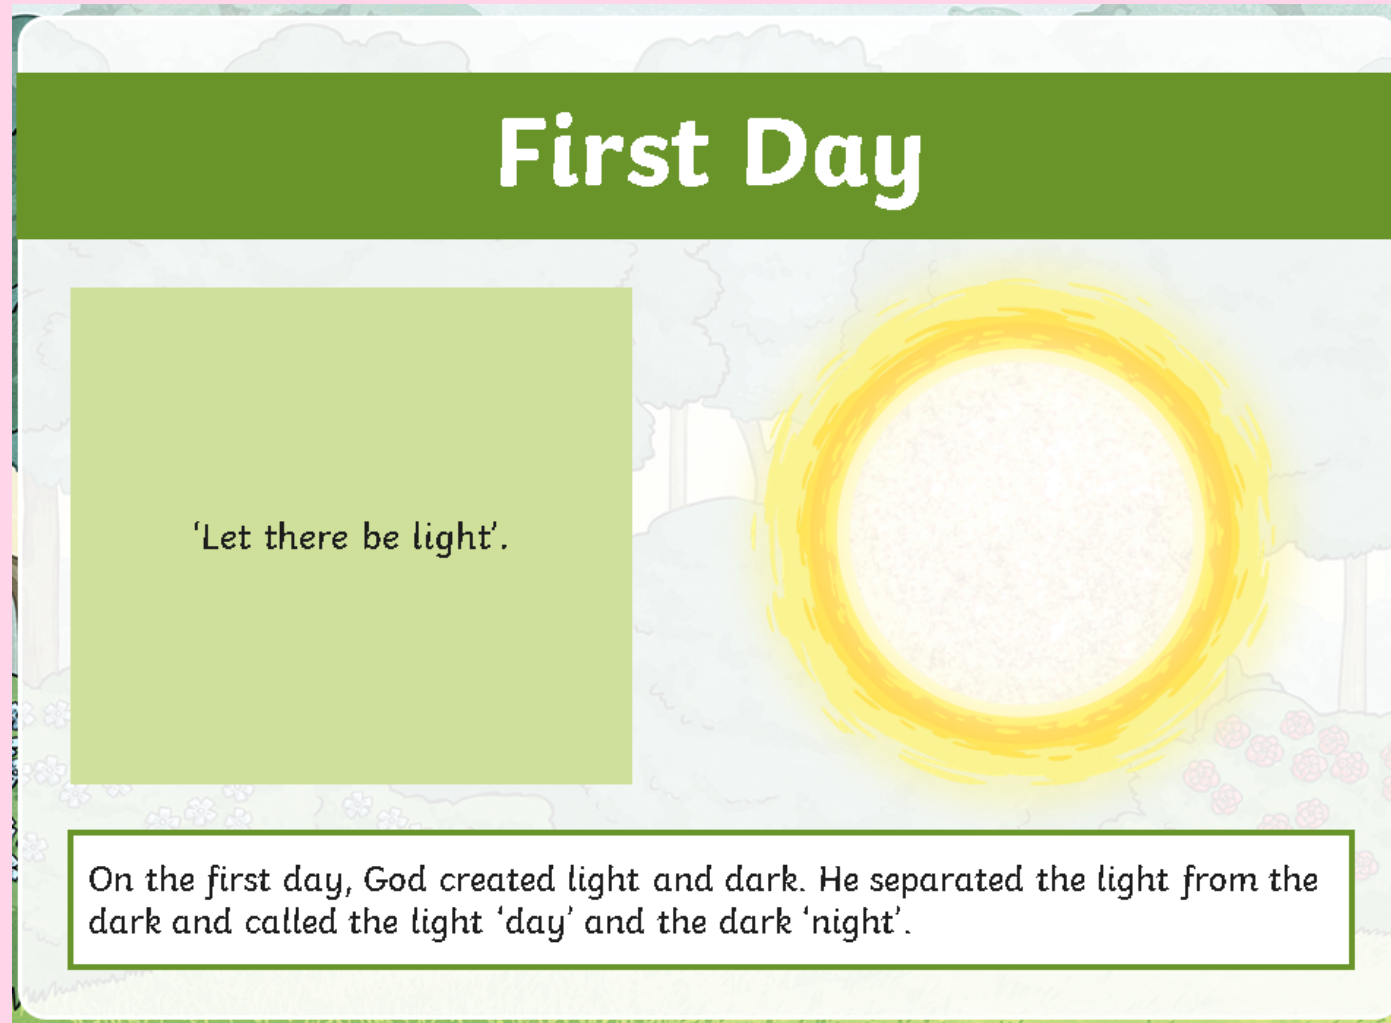 First Day
‘Let there be light’.
On the first day, God created light and dark. He separated the light from the
dark and called the light ‘day’ and the dark ‘night’.